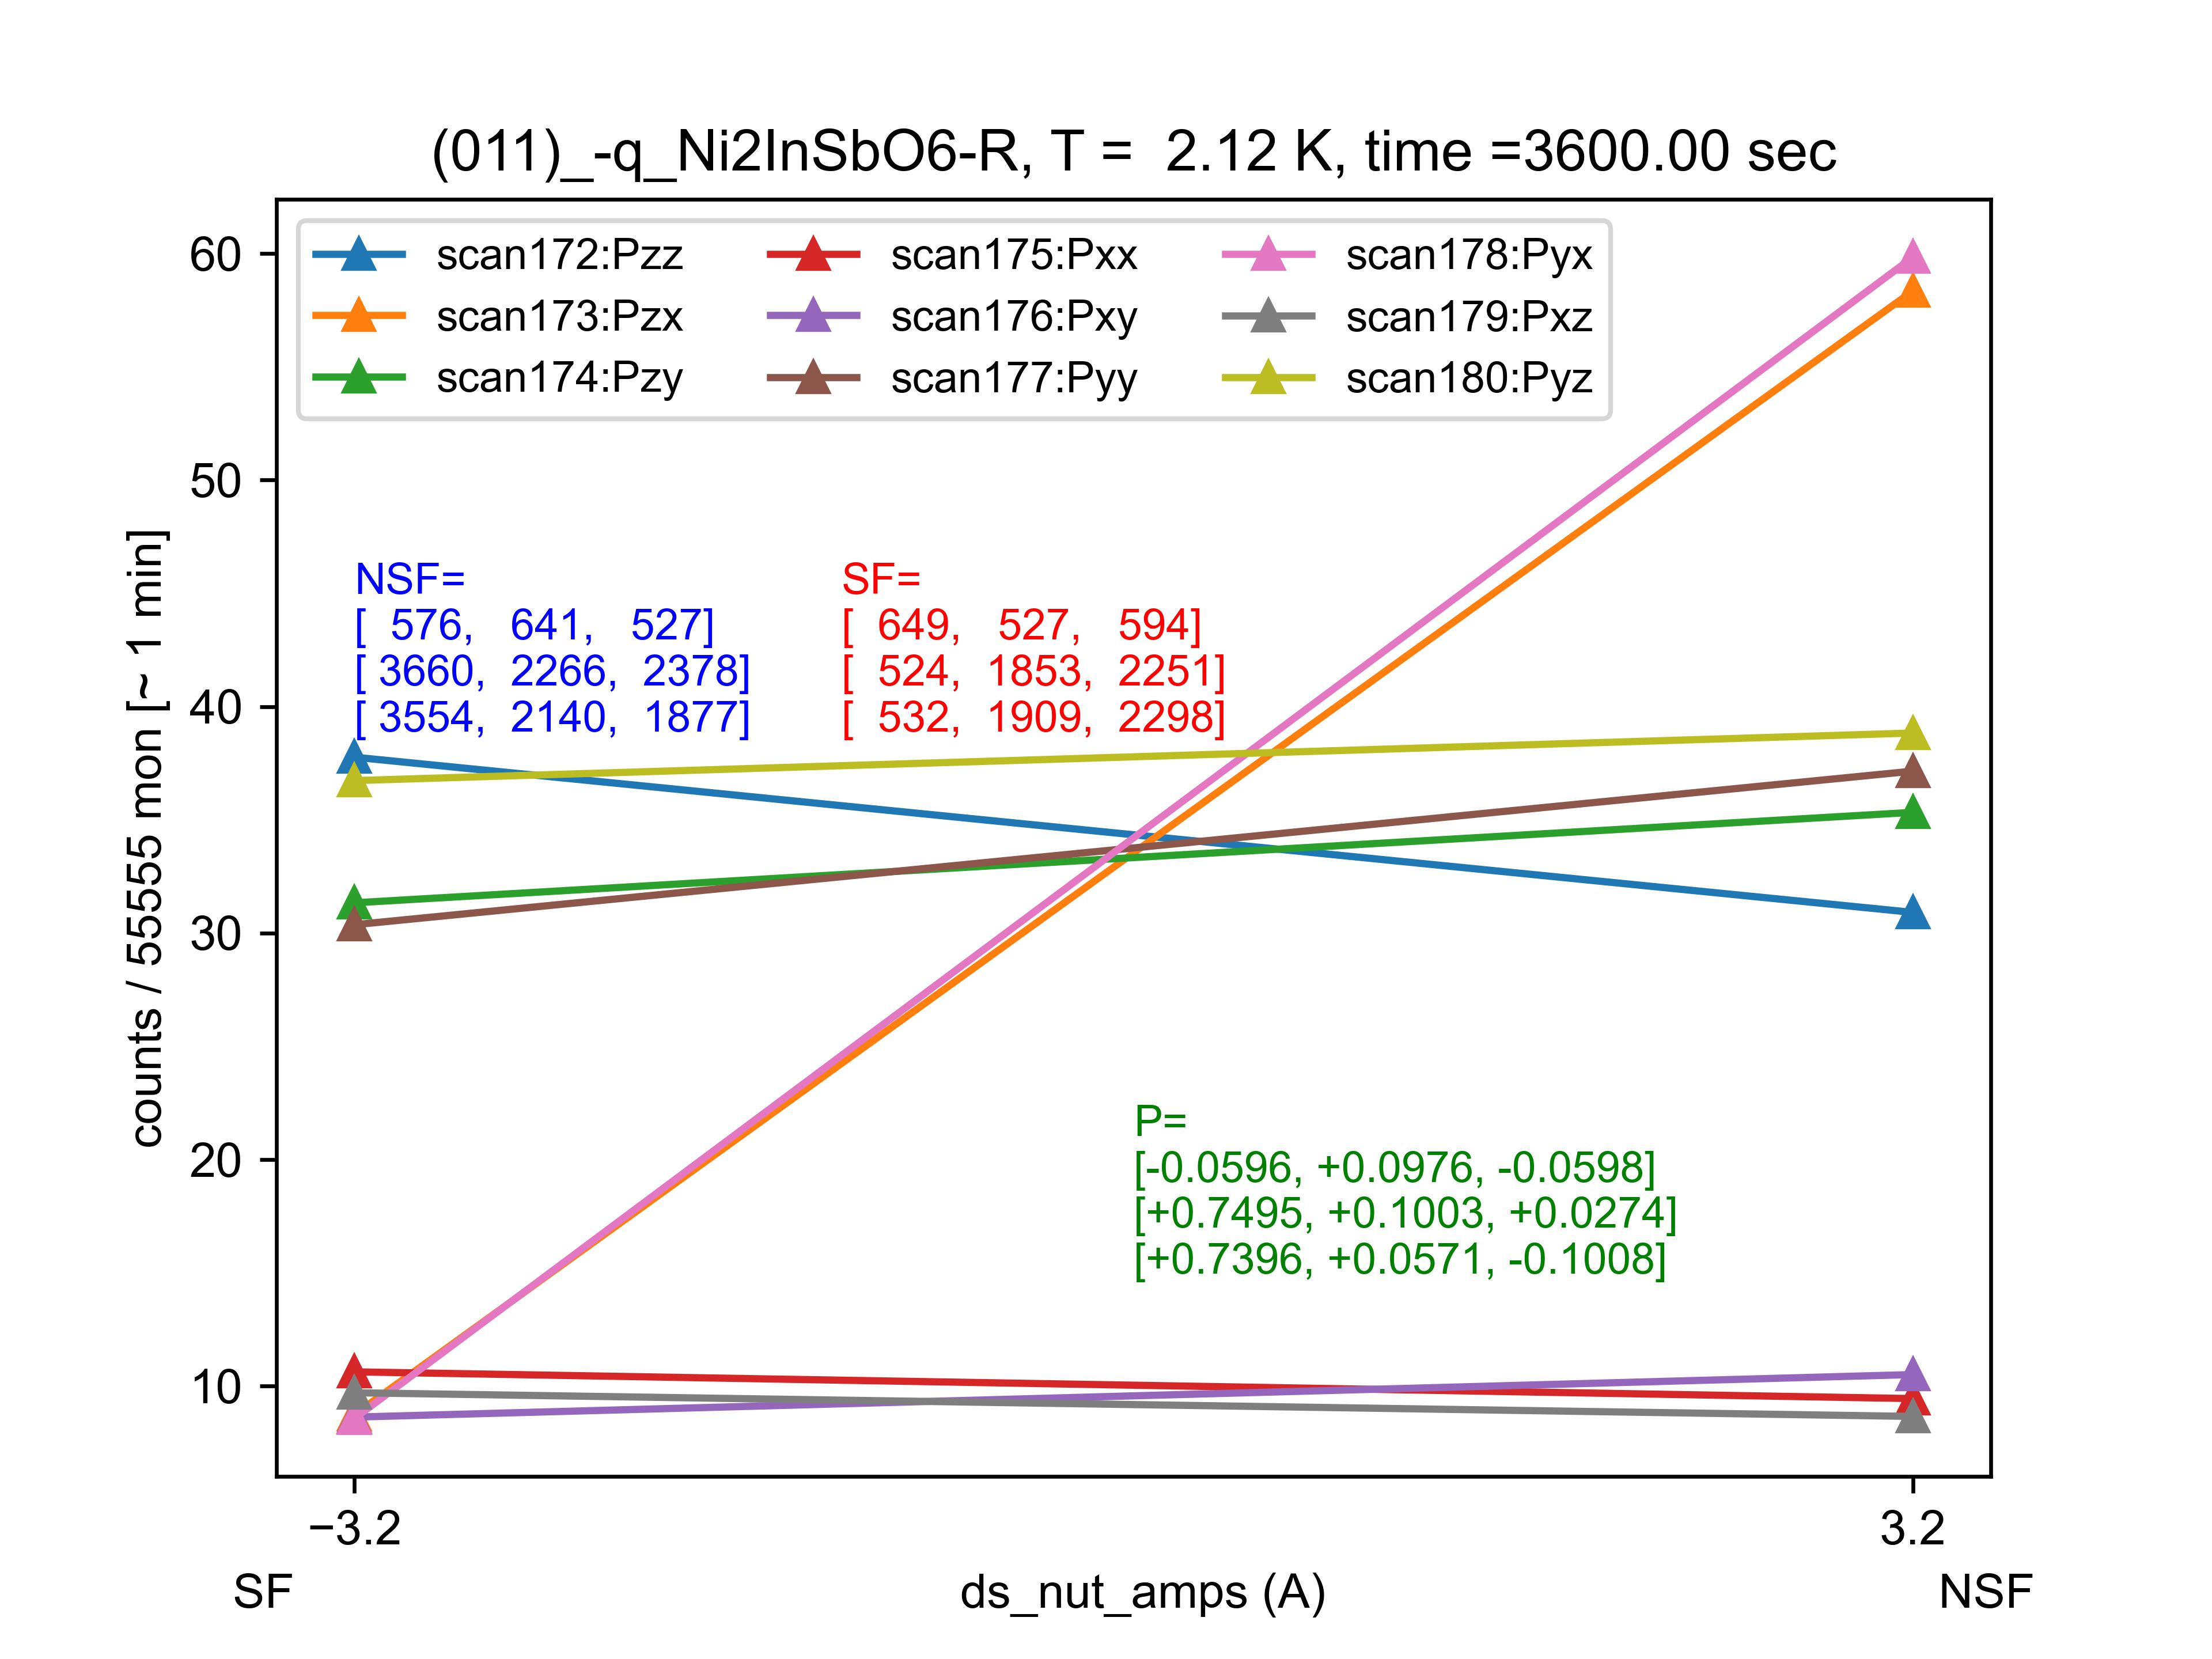 (011)_-q_Ni2InSbO6-R, T =  2.12 K, time =3600.00 sec
scan172:Pzz
scan173:Pzx
scan174:Pzy
scan175:Pxx
scan176:Pxy
scan177:Pyy
scan178:Pyx
scan179:Pxz
scan180:Pyz
60
50
40
30
20
10
counts / 55555 mon [~ 1 min]
NSF=
[  576,   641,   527]
[ 3660,  2266,  2378]
[ 3554,  2140,  1877]
SF=
[  649,   527,   594]
[  524,  1853,  2251]
[  532,  1909,  2298]
P=
[-0.0596, +0.0976, -0.0598]
[+0.7495, +0.1003, +0.0274]
[+0.7396, +0.0571, -0.1008]
−3.2
3.2
SF
ds_nut_amps (A)
NSF